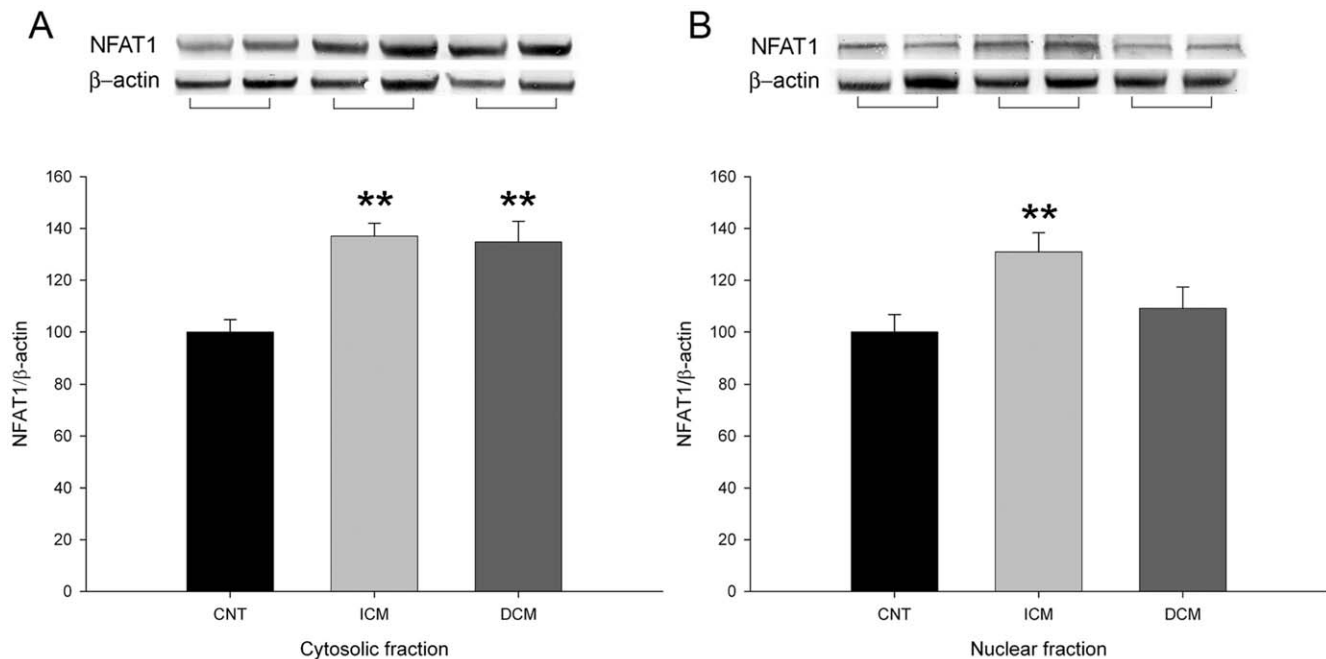 A
NFAT1
β–actin
160
140
120
100
80
60
40
20
0
NFAT1/β-actin
**
**
CNT
ICM
DCM
Cytosolic fraction
B
NFAT1
β–actin
160
140
120
100
80
60
40
20
0
NFAT1/β-actin
**
CNT
ICM
DCM
Nuclear fraction